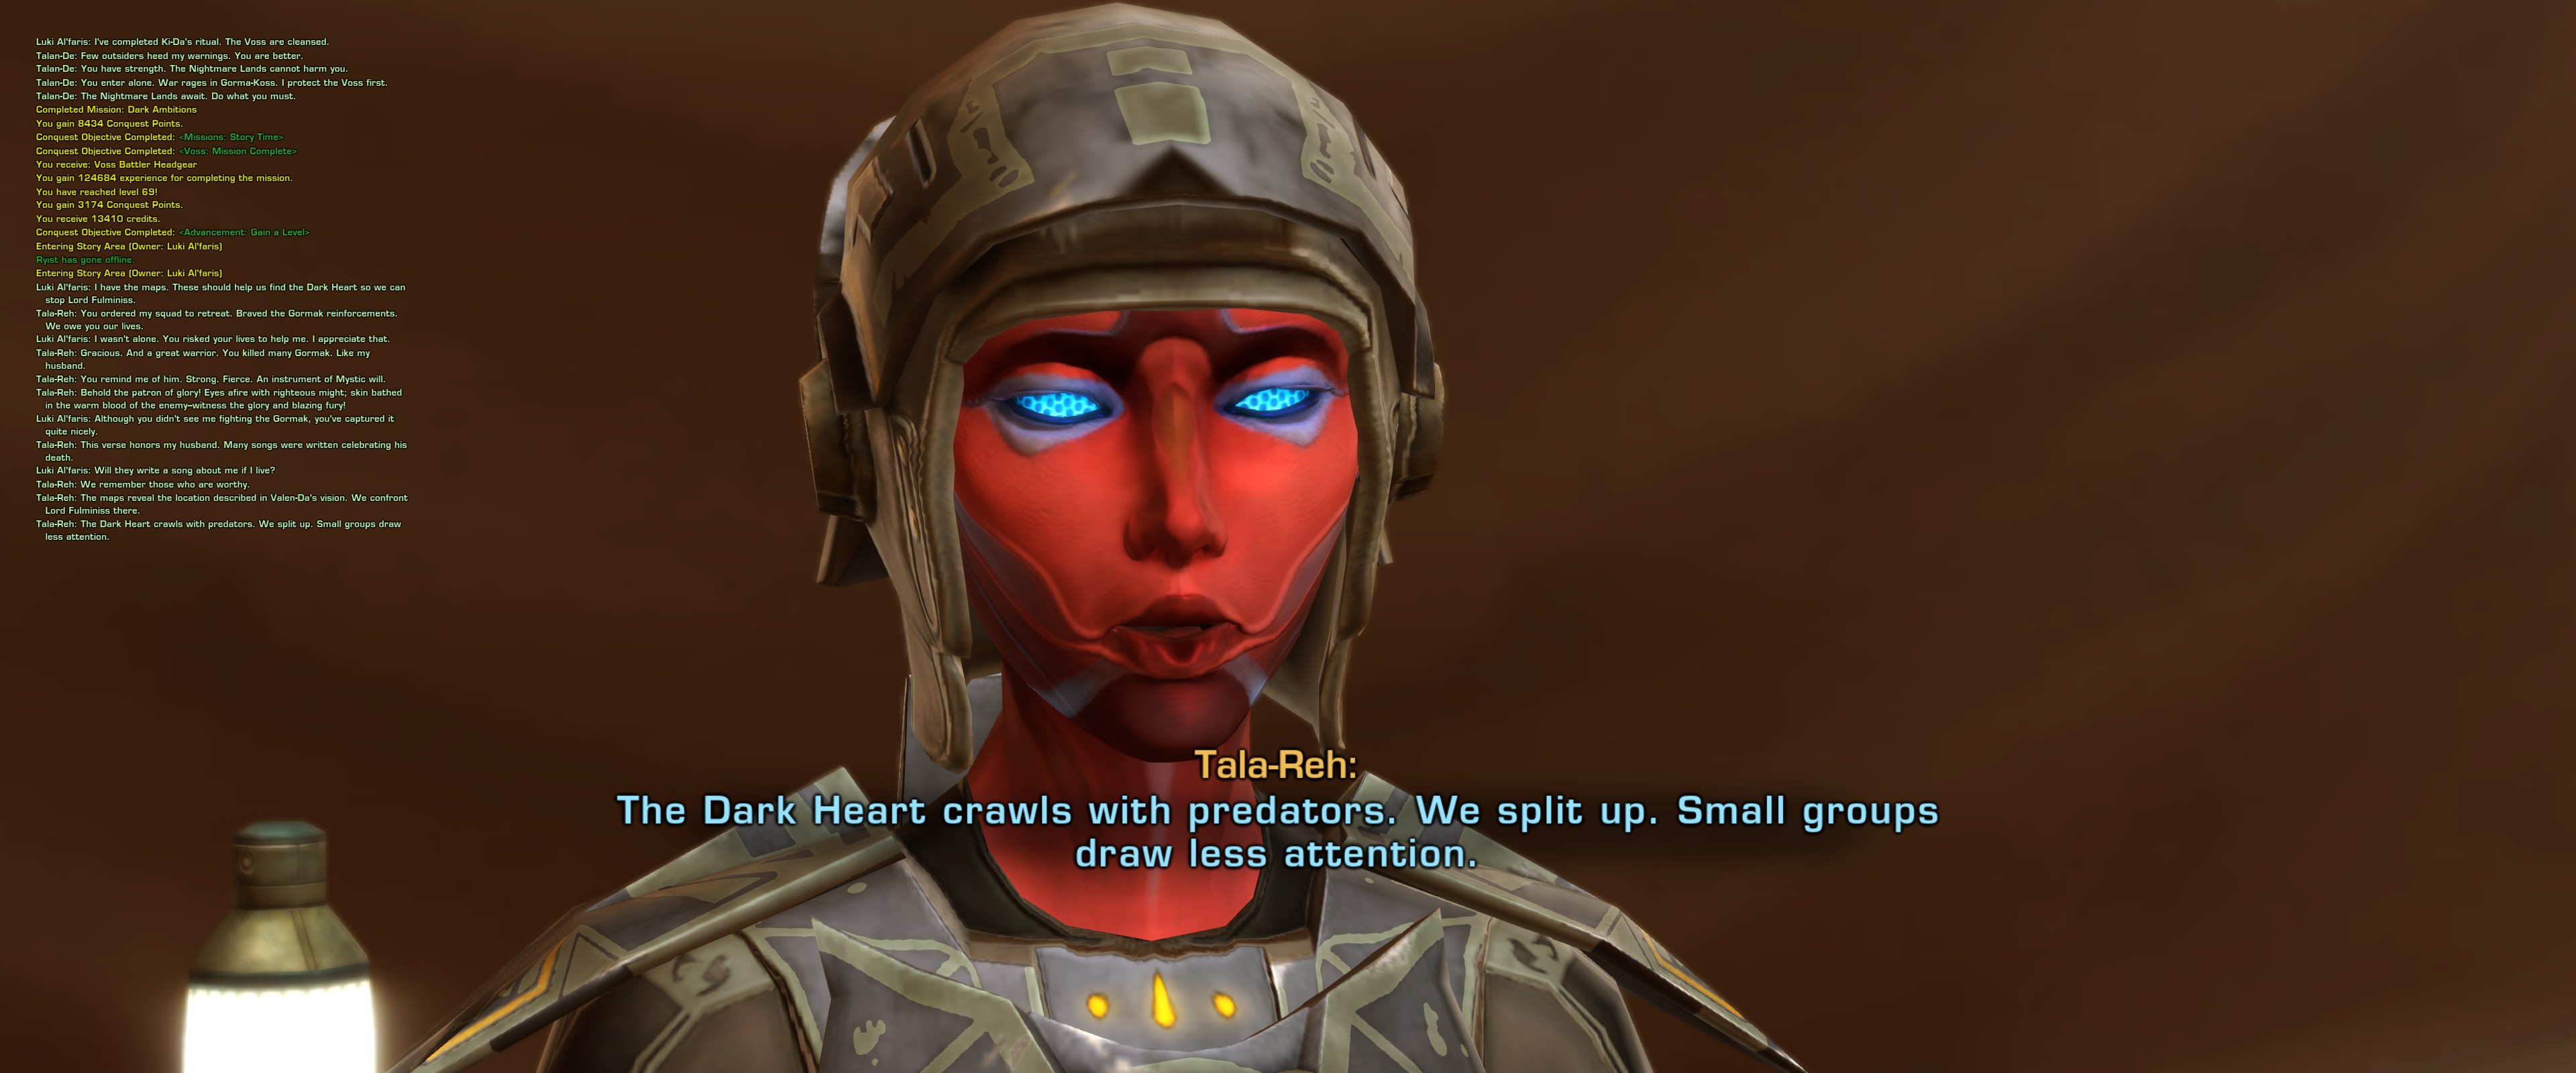 Luki Al'faris: I've completed Ki-Da's ritual. The Voss are cleansed.
Talan-De: Few outsiders heed my warnings. You are better.
Talan-De: You have strength. The Nightmare Lands cannot harm you.
Talan-De: You enter alone. War rages in Gorma-Koss. I protect the Voss first.
Talan-De: The Nightmare Lands await. Do what you must.
Completed Mission: Dark Ambitions
You gain 8434 Conquest Points.
Conquest Objective Completed: <Missions: Story Time>
Conquest Objective Completed: <Voss: Mission Complete>
You receive: Voss Battler Headgear
You gain 124684 experience for completing the mission.
You have reached level 69!
You gain 3174 Conquest Points.
You receive 13410 credits.
Conquest Objective Completed: <Advancement: Gain a Level>
Entering Story Area (Owner: Luki Al'faris)
Ryist has gone offline.
Entering Story Area (Owner: Luki Al'faris)
Luki Al'faris: I have the maps. These should help us find the Dark Heart so we can
stop Lord Fulminiss.
Tala-Reh: You ordered my squad to retreat. Braved the Gormak reinforcements.
We owe you our lives.
Luki Al'faris: I wasn't alone. You risked your lives to help me. I appreciate that.
Tala-Reh: Gracious. And a great warrior. You killed many Gormak. Like my
husband.
Tala-Reh: You remind me of him. Strong. Fierce. An instrument of Mystic will.
Tala-Reh: Behold the patron of glory! Eyes afire with righteous might; skin bathed
in the warm blood of the enemy–witness the glory and blazing fury!
Luki Al'faris: Although you didn't see me fighting the Gormak, you've captured it
quite nicely.
Tala-Reh: This verse honors my husband. Many songs were written celebrating his
death.
Luki Al'faris: Will they write a song about me if I live?
Tala-Reh: We remember those who are worthy.
Tala-Reh: The maps reveal the location described in Valen-Da's vision. We confront
Lord Fulminiss there.
Tala-Reh: The Dark Heart crawls with predators. We split up. Small groups draw
less attention.
Tala-Reh:
The Dark Heart crawls with predators. We split up. Small groups
draw less attention.